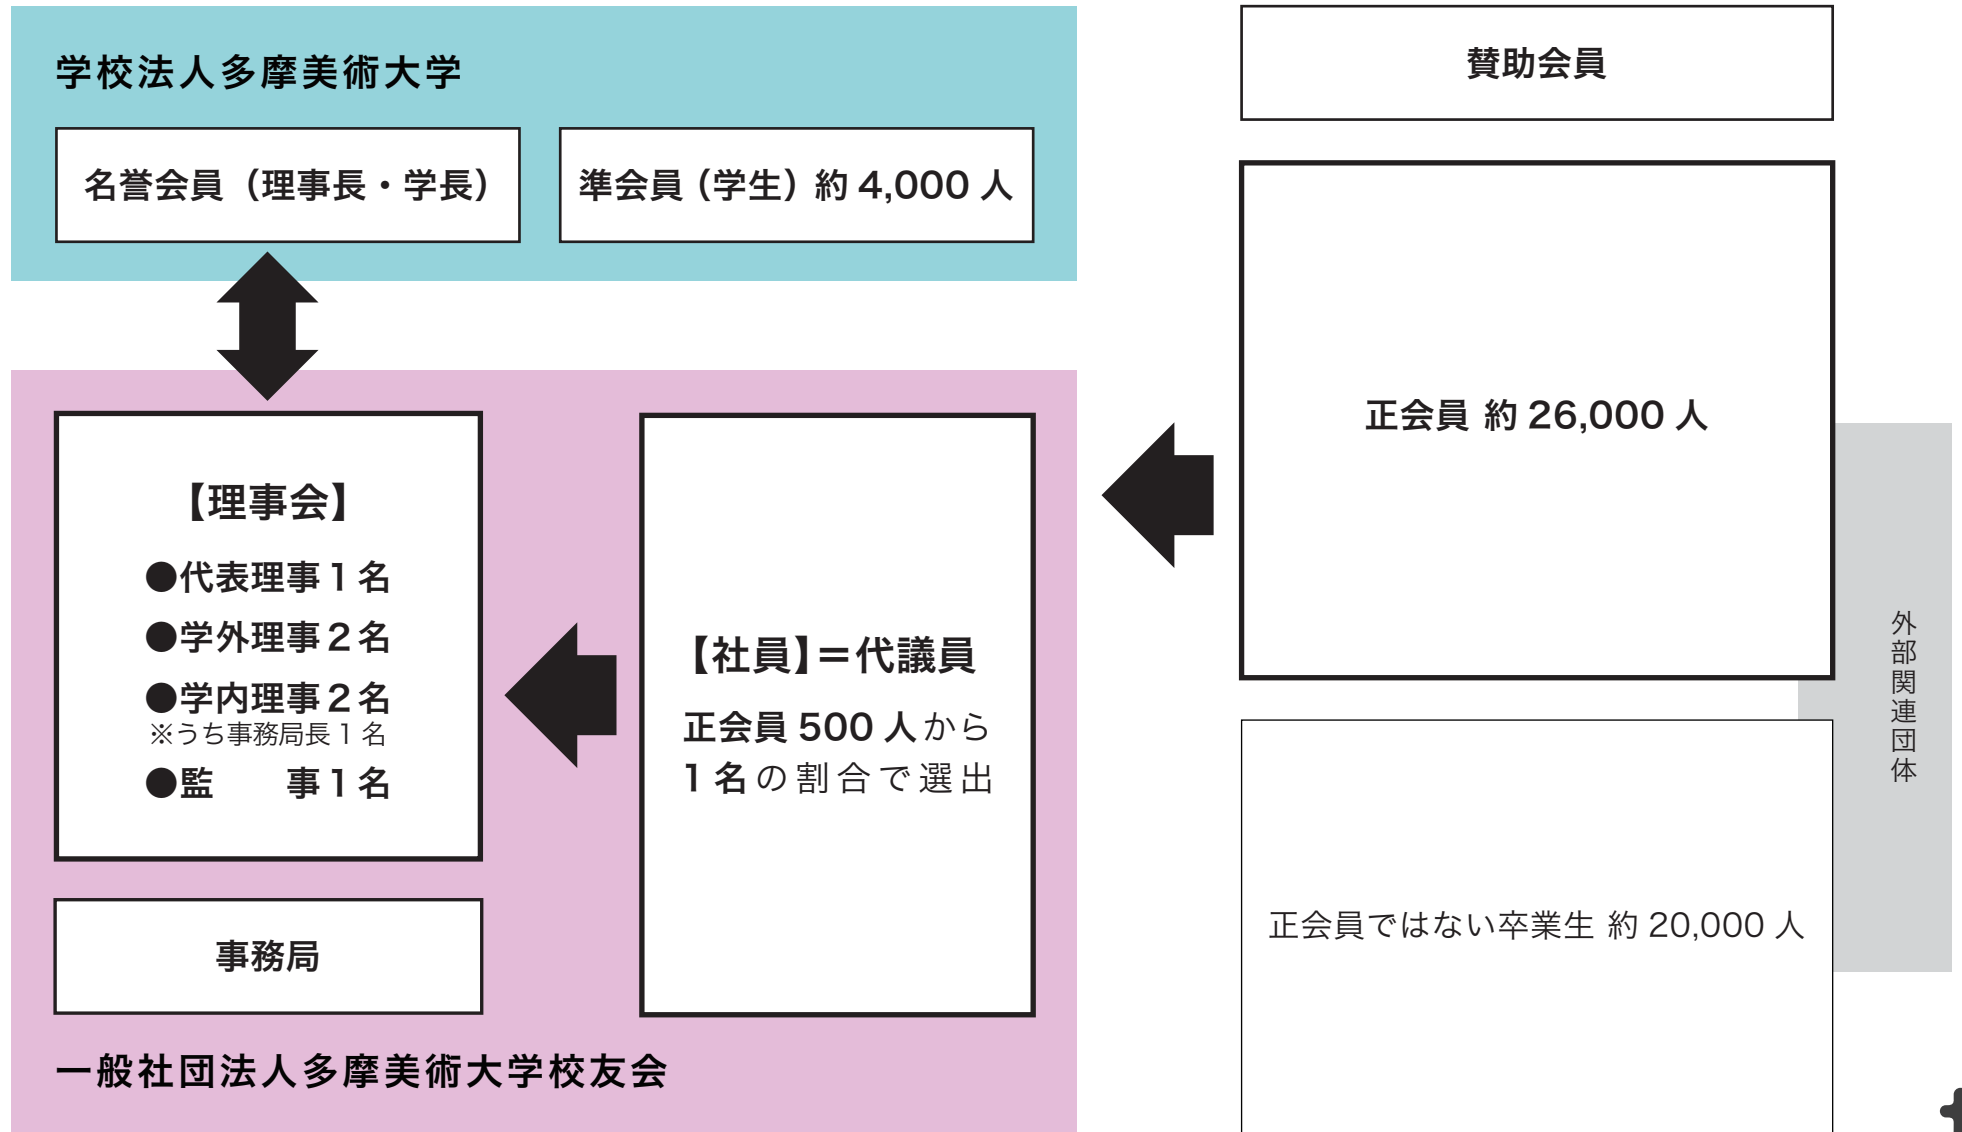 学校法人多摩美術大学
名誉会員（理事長・学長）
準会員（学生）約 4,000 人
賛助会員
正会員 約 26,000 人
【理事会】
●代表理事 1 名
●学外理事 2 名
●学内理事 2 名
※うち事務局長 1 名
●監　　事 1 名
【社員】＝代議員
正会員 500 人から
1 名の割合で選出
事務局
一般社団法人多摩美術大学校友会
外部関連団体
正会員ではない卒業生 約 20,000 人